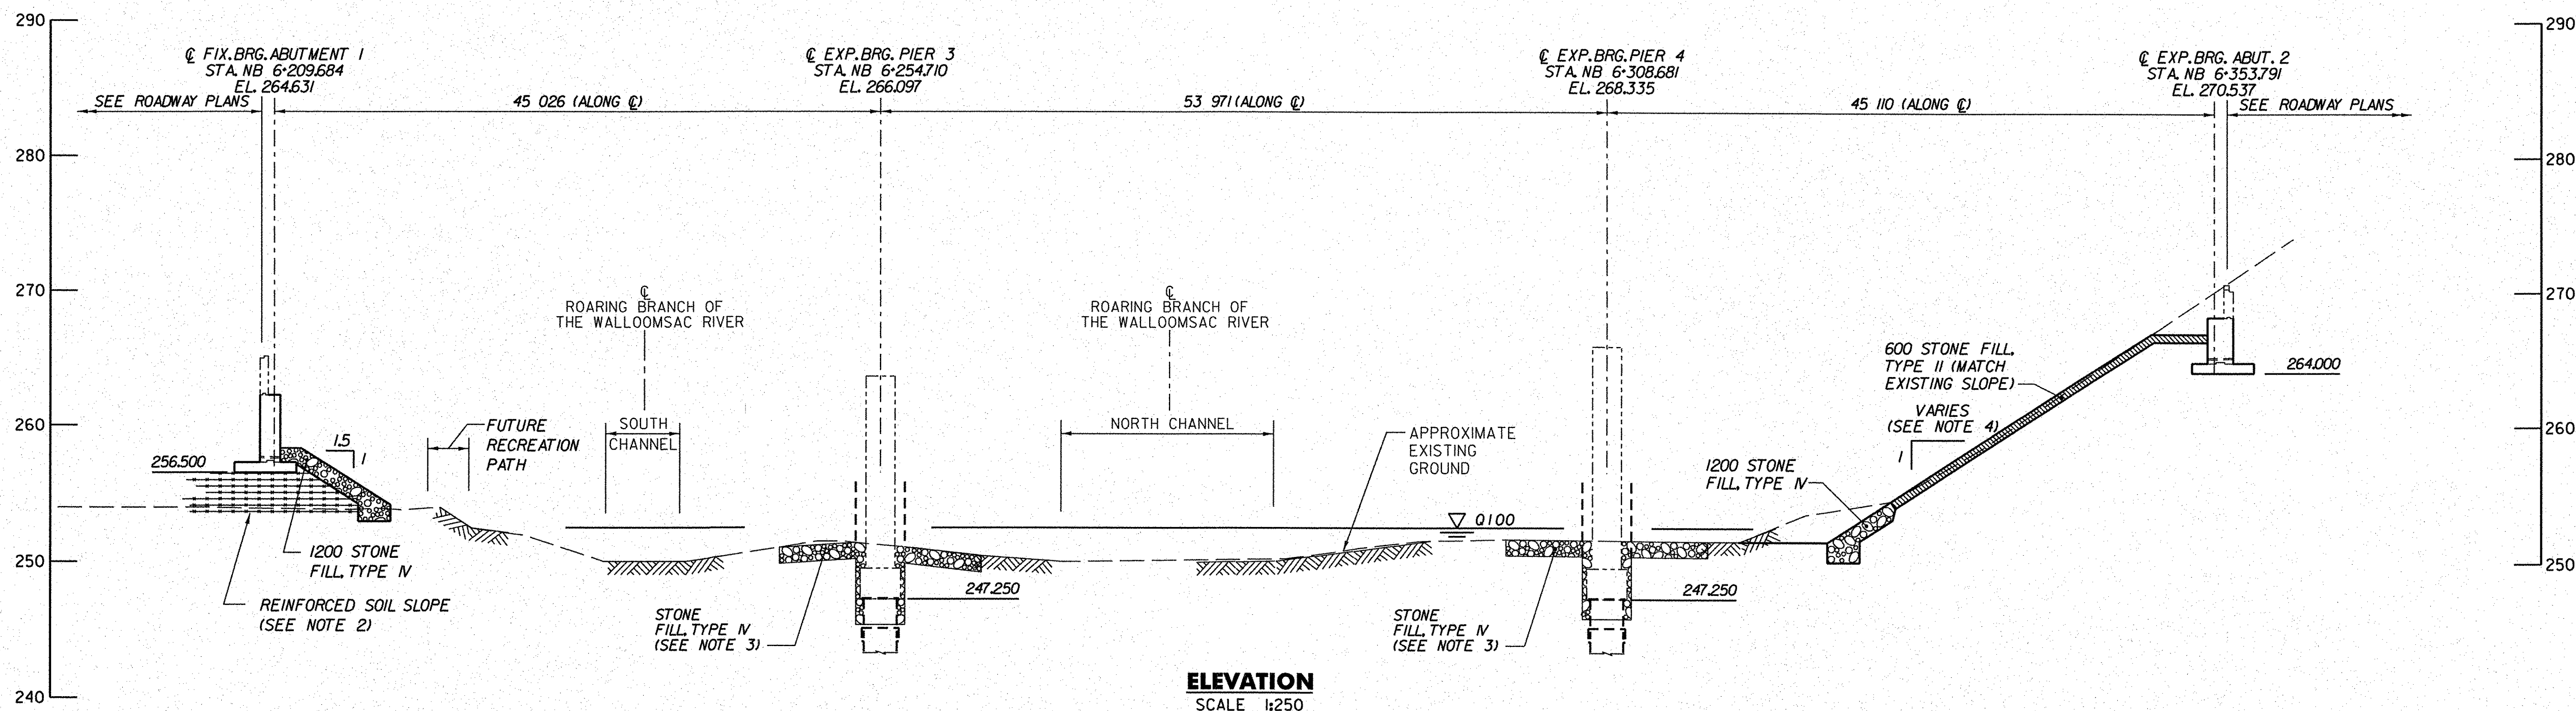 290
290
℄ FIX.BRG.ABUTMENT 1
STA. NB 6+209.684
EL. 264.631
℄ EXP.BRG.PIER 3
STA. NB 6+254.710
EL. 266.097
℄ EXP.BRG.PIER 4
STA. NB 6+308.681
EL. 268.335
℄ EXP.BRG. ABUT. 2
STA. NB 6+353.791
EL. 270.537
SEE ROADWAY PLANS
45 026 (ALONG ℄)
53 971 (ALONG ℄)
45 110 (ALONG ℄)
SEE ROADWAY PLANS
280
280
270
270
℄
ROARING BRANCH OF
THE WALLOOMSAC RIVER
℄
ROARING BRANCH OF
THE WALLOOMSAC RIVER
600 STONE FILL,
TYPE II (MATCH
EXISTING SLOPE)
264.000
260
260
FUTURE
RECREATION
PATH
SOUTH
CHANNEL
NORTH CHANNEL
APPROXIMATE
EXISTING
GROUND
VARIES
(SEE NOTE 4)
1
1.5
1
256.500
1200 STONE
FILL, TYPE IV
Q100
250
250
1200 STONE
FILL, TYPE IV
REINFORCED SOIL SLOPE
(SEE NOTE 2)
247.250
247.250
STONE
FILL, TYPE IV
(SEE NOTE 3)
STONE
FILL, TYPE IV
(SEE NOTE 3)
240
ELEVATION
SCALE 1:250